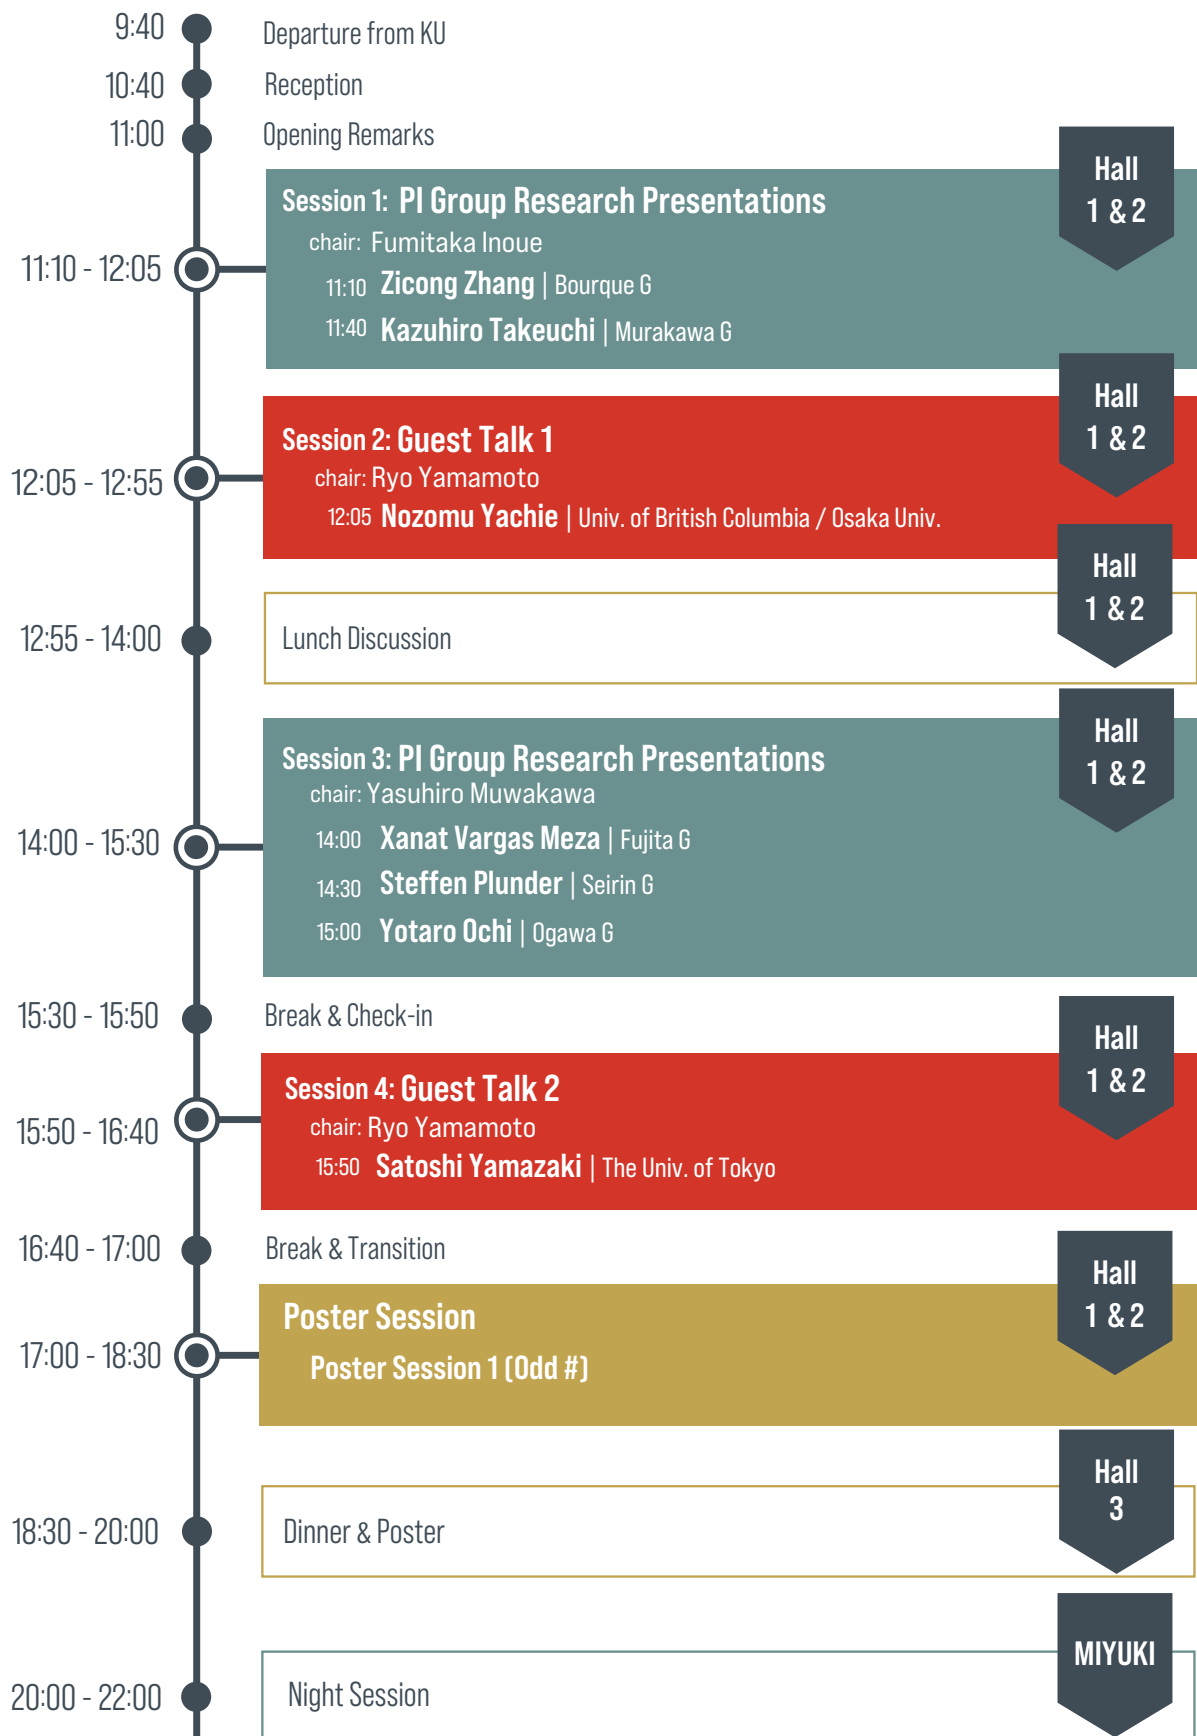 9:40 Departure from KU
10:40 Reception
11:00 Opening Remarks
Hall
1 & 2
11:10 - 12:05
Session 1: PI Group Research Presentations
chair: Fumitaka Inoue
11:10 Zicong Zhang | Bourque G
11:40 Kazuhiro Takeuchi | Murakawa G
Hall
1 & 2
12:05 - 12:55
Session 2: Guest Talk 1
chair: Ryo Yamamoto
12:05 Nozomu Yachie | Univ. of British Columbia / Osaka Univ.
Hall
1 & 2
12:55 - 14:00 Lunch Discussion
Hall
1 & 2
14:00 - 15:30
Session 3: PI Group Research Presentations
chair: Yasuhiro Muwakawa
14:00 Xanat Vargas Meza | Fujita G
14:30 Steffen Plunder | Seirin G
15:00 Yotaro Ochi | Ogawa G
15:30 - 15:50 Break & Check-in
Hall
1 & 2
15:50 - 16:40
Session 4: Guest Talk 2
chair: Ryo Yamamoto
15:50 Satoshi Yamazaki | The Univ. of Tokyo
16:40 - 17:00 Break & Transition
Hall
1 & 2
17:00 - 18:30
Poster Session
Poster Session 1 (Odd #)
Hall
3
18:30 - 20:00 Dinner & Poster
MIYUKI
20:00 - 22:00 Night Session